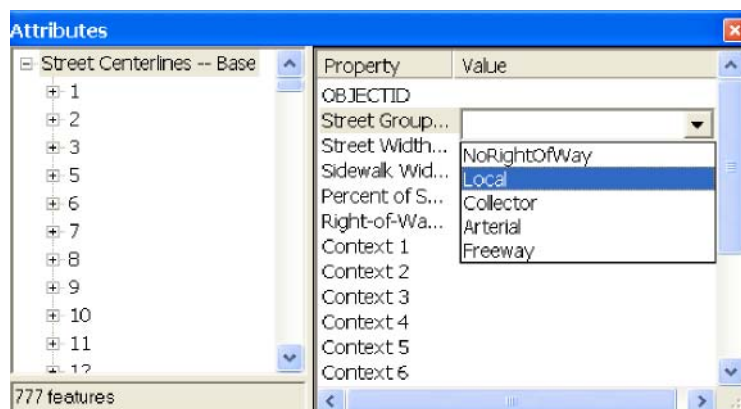 Attributes
Street Centerlines -- Base
1
2
3
5
6
7
8
9
10
11
12
777 features
Property Value
OBJECTID
Street Group...
Street Width...
Sidewalk Wid...
Percent of S...
Right-of-Wa...
Context 1
Context 2
Context 3
Context 4
Context 5
Context 6
NoRightOfWay
Local
Collector
Arterial
Freeway